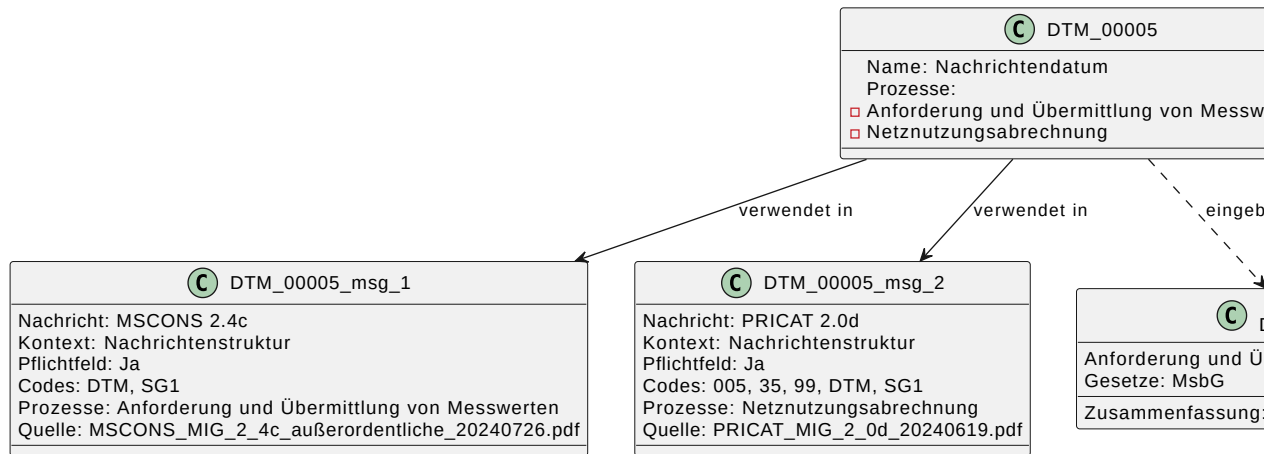 C DTM_00005
Name: Nachrichtendatum
Prozesse:
Anforderung und Übermittlung von Messw
Netznutzungsabrechnung
verwendet in
verwendet in
eingeb
C DTM_00005_msg_1
Nachricht: MSCONS 2.4c
Kontext: Nachrichtenstruktur
Pflichtfeld: Ja
Codes: DTM, SG1
Prozesse: Anforderung und Übermittlung von Messwerten
Quelle: MSCONS_MIG_2_4c_außerordentliche_20240726.pdf
C DTM_00005_msg_2
Nachricht: PRICAT 2.0d
Kontext: Nachrichtenstruktur
Pflichtfeld: Ja
Codes: 005, 35, 99, DTM, SG1
Prozesse: Netznutzungsabrechnung
Quelle: PRICAT_MIG_2_0d_20240619.pdf
C
Anforderung und Ü
Gesetze: MsbG
Zusammenfassung: